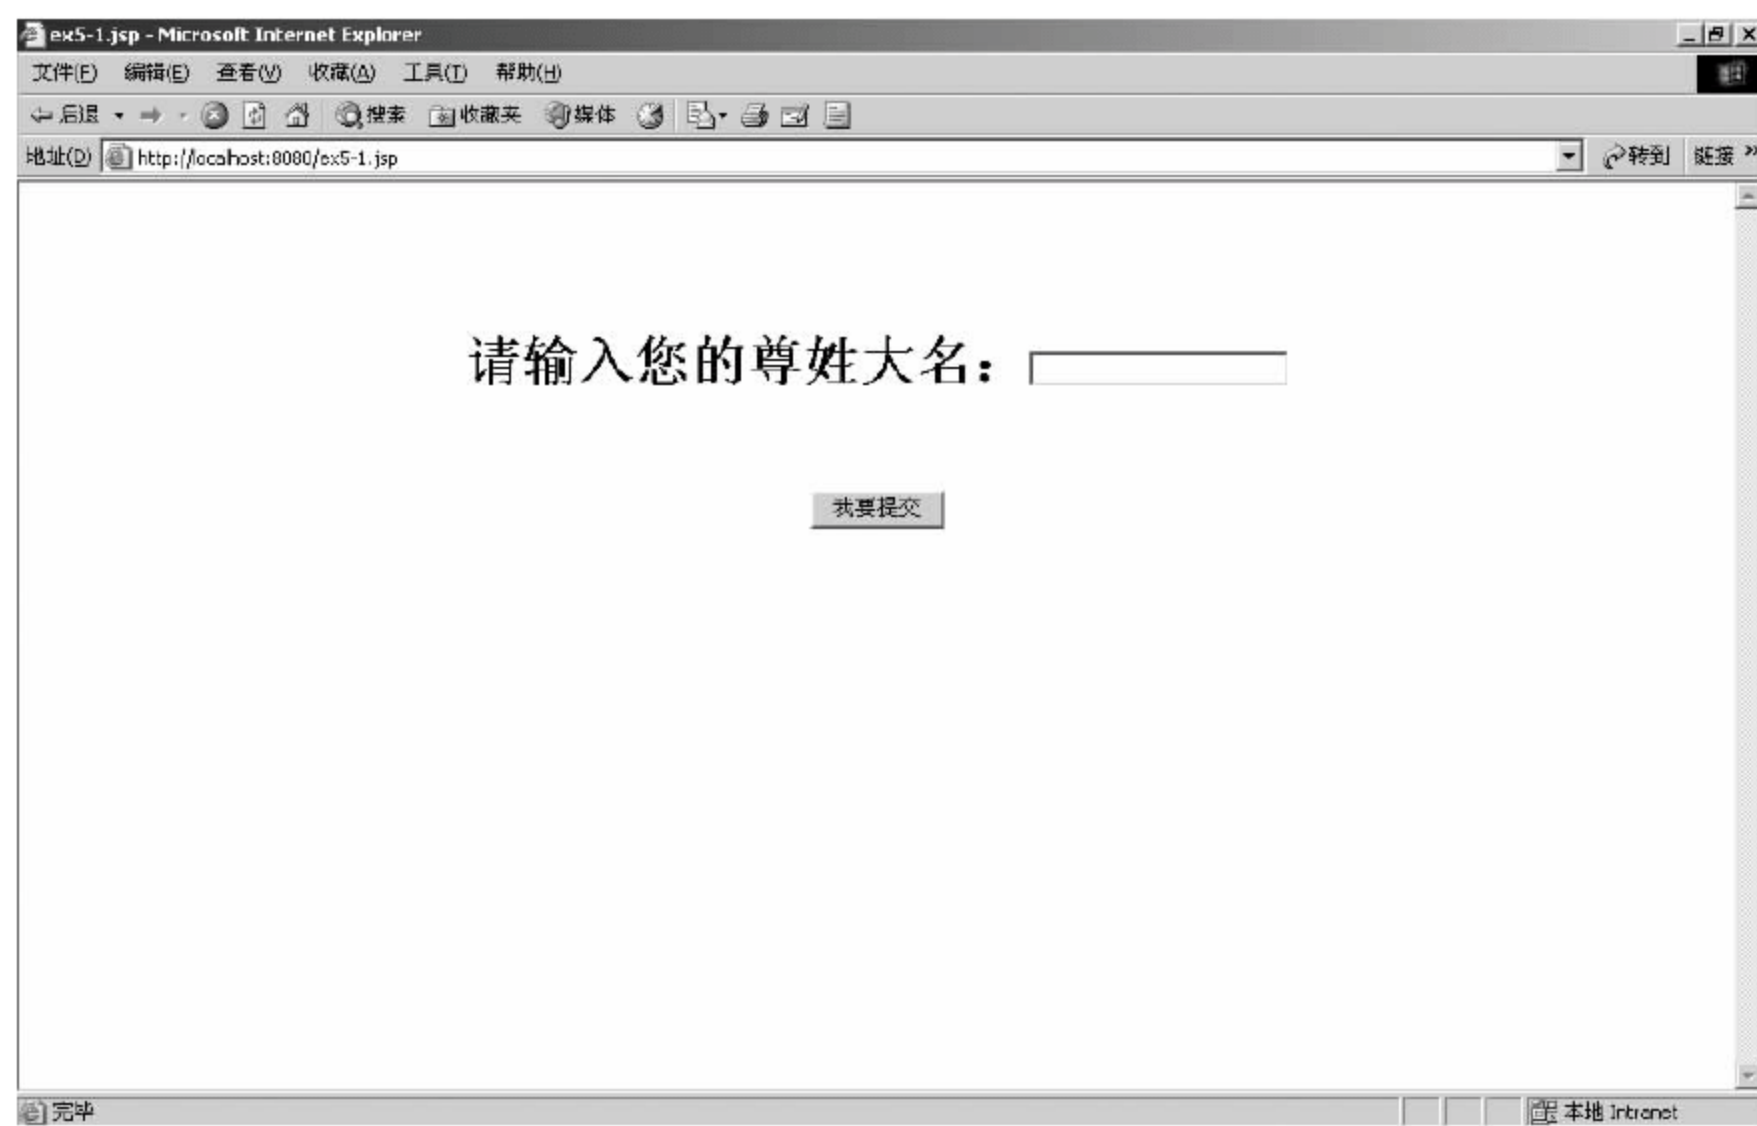 ex5-1.jsp - Microsoft Internet Explorer
文件(F) 编辑(E) 查看(V) 收藏(A) 工具(T) 帮助(H)
后退 搜索 收藏夹 媒体
地址(D) http://localhost:8080/ex5-1.jsp 转到 链接 »
请输入您的尊姓大名：
我要提交
完毕 本地 Intranet